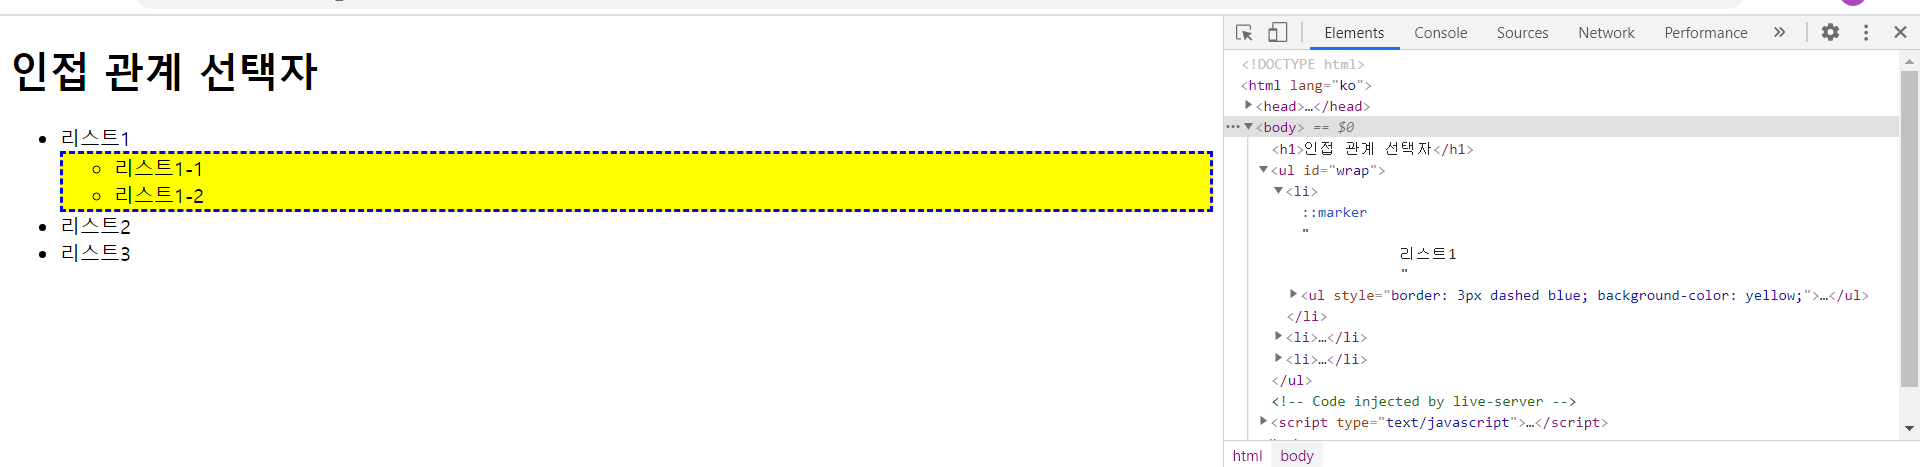 인접 관계 선택자
리스트1
리스트1-1
리스트1-2
리스트2
리스트3
Elements Console Sources Network Performance »
<!DOCTYPE html>
<html lang="ko">
<head>…</head>
<body> == $0
<h1>인접 관계 선택자</h1>
<ul id="wrap">
<li>
::marker
"
리스트1
"
<ul style="border: 3px dashed blue; background-color: yellow;">…</ul>
</li>
<li>…</li>
<li>…</li>
</ul>
<!-- Code injected by live-server -->
<script type="text/javascript">…</script>
html body